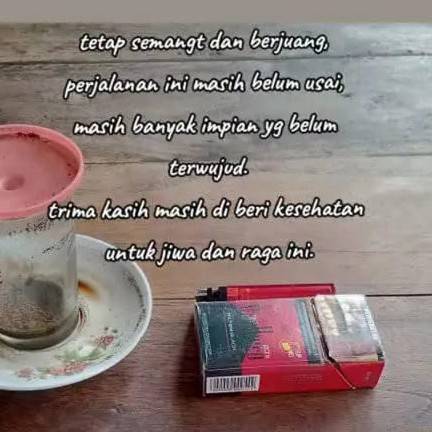 tetap semangt dan berjuang,
perjalanan ini masih belum usai,
masih banyak impian yg belum
terwujud.
trima kasih masih di beri kesehatan
untuk jiwa dan raga ini.